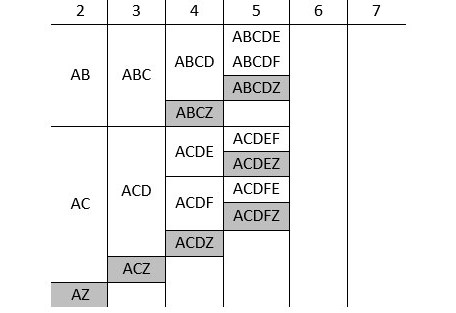 2 3 4 5 6 7
ABCDE
AB ABC ABCD ABCDF
ABCDZ
ABCZ
ACDE ACDEF
ACDEZ
AC ACD ACDF ACDFE
ACDFZ
ACDZ
ACZ
AZ